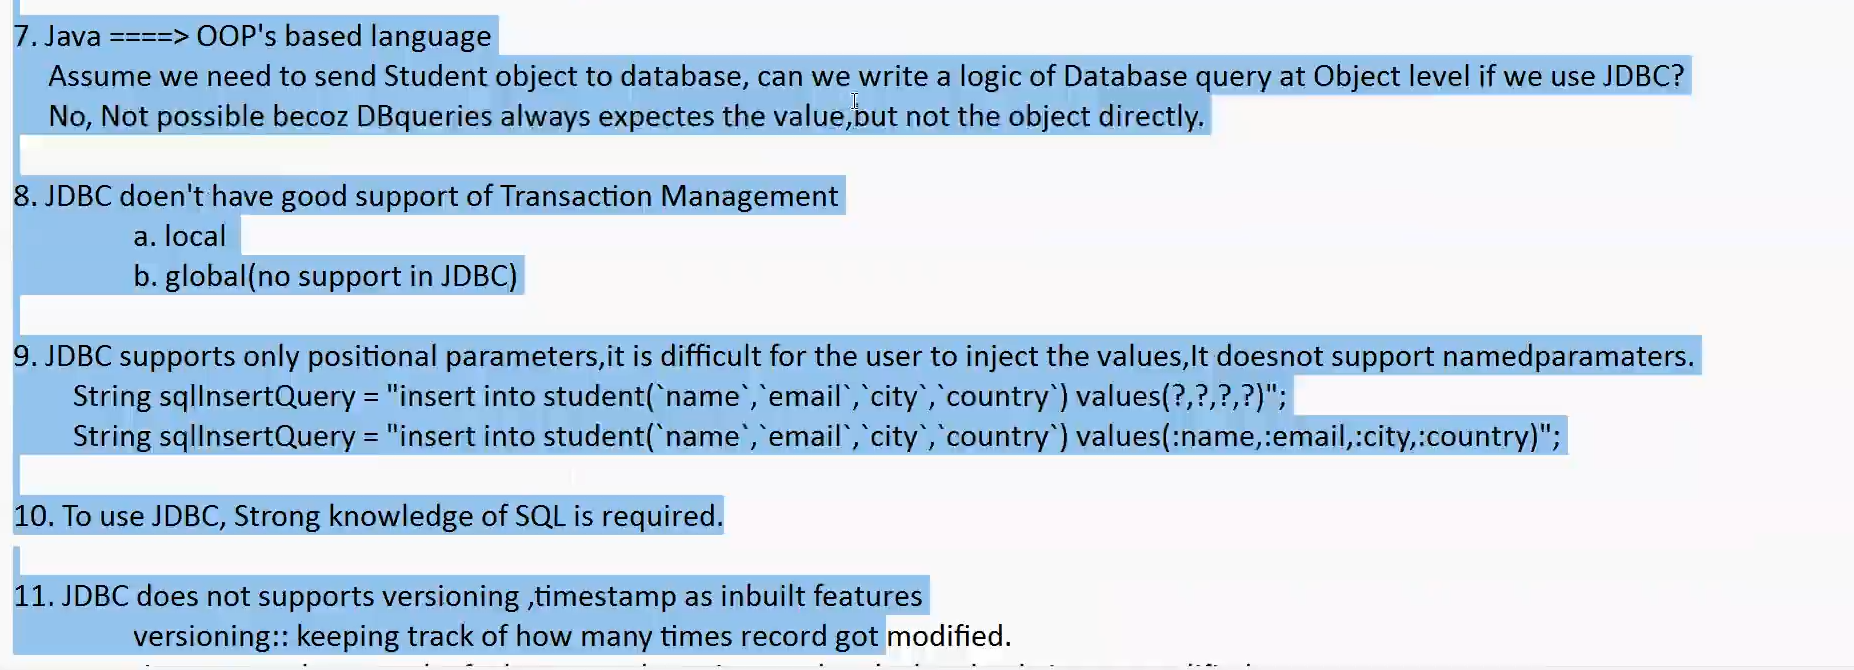 7. Java ====> OOP's based language
Assume we need to send Student object to database, can we write a logic of Database query at Object level if we use JDBC?
No, Not possible becoz DBqueries always expectes the value,but not the object directly.
8. JDBC doen't have good support of Transaction Management
a. local
b. global(no support in JDBC)
9. JDBC supports only positional parameters,it is difficult for the user to inject the values,It doesnot support namedparamaters.
String sqlInsertQuery = "insert into student(`name`,`email`,`city`,`country`) values(?,?,?,?)";
String sqlInsertQuery = "insert into student(`name`,`email`,`city`,`country`) values(:name,:email,:city,:country)";
10. To use JDBC, Strong knowledge of SQL is required.
11. JDBC does not supports versioning ,timestamp as inbuilt features
versioning:: keeping track of how many times record got modified.